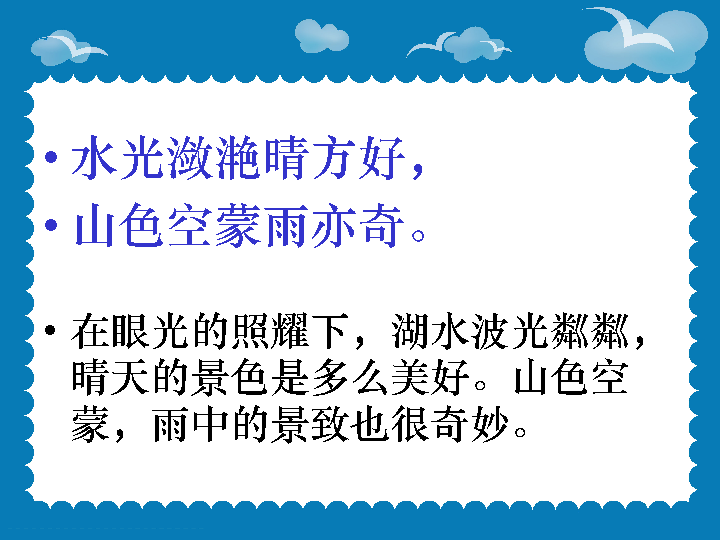 • 水光潋滟晴方好，
• 山色空蒙雨亦奇。
• 在眼光的照耀下，湖水波光粼粼，
晴天的景色是多么美好。山色空
蒙，雨中的景致也很奇妙。